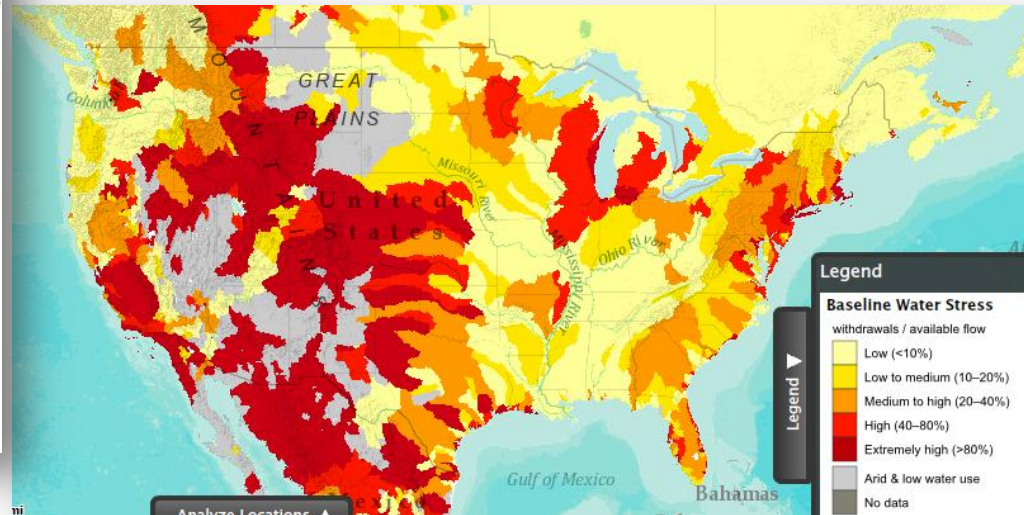 MOUNTAINS
GREAT
PLAINS
Columbia
Missouri
River
United
States
Mississippi River
Ohio River
Gulf of Mexico
Bahamas
mi
Analyze Locations ▲
Legend ▲
Legend
Baseline Water Stress
withdrawals / available flow
Low (<10%)
Low to medium (10–20%)
Medium to high (20–40%)
High (40–80%)
Extremely high (>80%)
Arid & low water use
No data